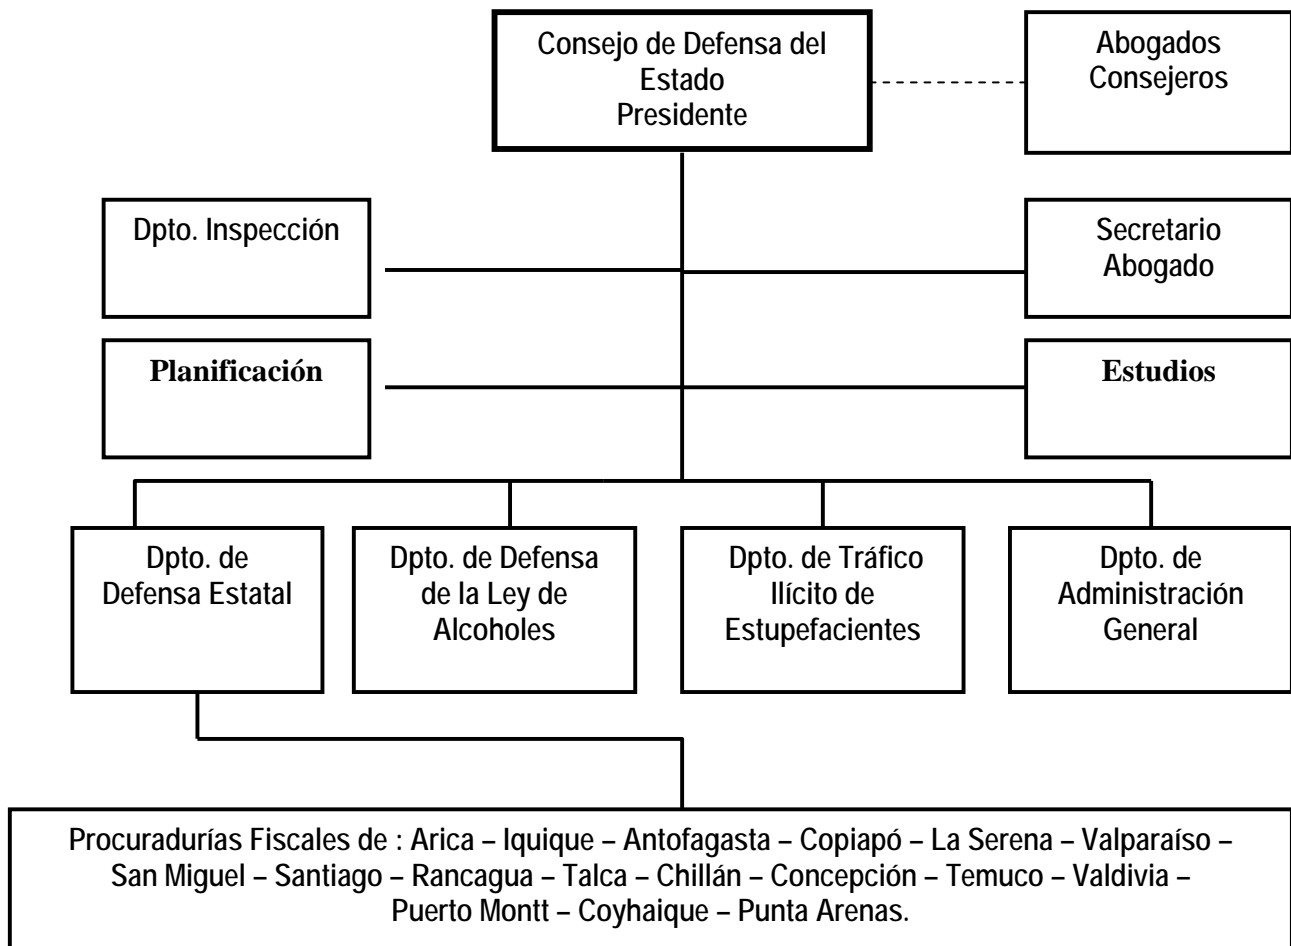 Consejo de Defensa del
Estado
Presidente
Abogados
Consejeros
Dpto. Inspección
Secretario
Abogado
Planificación
Estudios
Dpto. de
Defensa Estatal
Dpto. de Defensa
de la Ley de
Alcoholes
Dpto. de Tráfico
Ilícito de
Estupefacientes
Dpto. de
Administración
General
Procuradurías Fiscales de : Arica – Iquique – Antofagasta – Copiapó – La Serena – Valparaíso –
San Miguel – Santiago – Rancagua – Talca – Chillán – Concepción – Temuco – Valdivia –
Puerto Montt – Coyhaique – Punta Arenas.